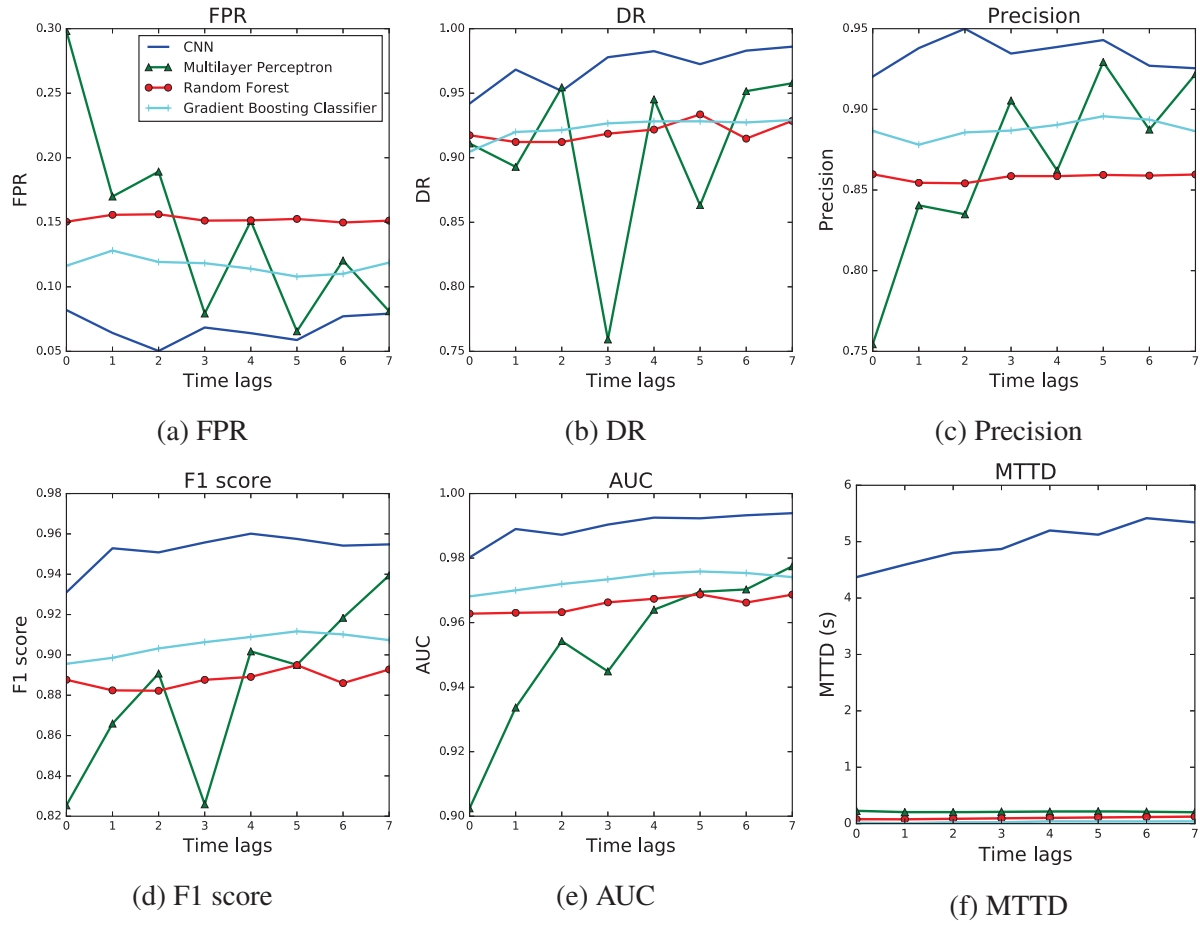 FPR
0.30
0.25
0.20
0.15
0.10
0.05
FPR
CNN
Multilayer Perceptron
Random Forest
Gradient Boosting Classifier
0 1 2 3 4 5 6 7
Time lags
(a) FPR
DR
1.00
0.95
0.90
0.85
0.80
0.75
DR
0 1 2 3 4 5 6 7
Time lags
(b) DR
Precision
0.95
0.90
0.85
0.80
0.75
Precision
0 1 2 3 4 5 6 7
Time lags
(c) Precision
F1 score
0.98
0.96
0.94
0.92
0.90
0.88
0.86
0.84
0.82
F1 score
0 1 2 3 4 5 6 7
Time lags
(d) F1 score
AUC
1.00
0.98
0.96
0.94
0.92
0.90
AUC
0 1 2 3 4 5 6 7
Time lags
(e) AUC
MTTD
6
5
4
3
2
1
0
MTTD (s)
0 1 2 3 4 5 6 7
Time lags
(f) MTTD